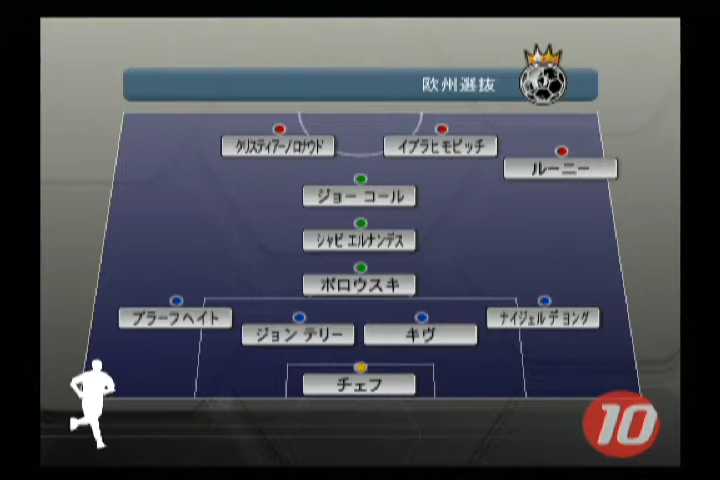 欧州選抜
クリスティアーノロナウド
イブラヒモビッチ
ルーニー
ジョー コール
シャビ エルナンデス
ボロウスキ
ブラーフヘイト
ジョン テリー
キヴ
ナイジェル デ ヨング
チェフ
10